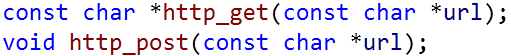 const char *http_get(const char *url);
void http_post(const char *url);